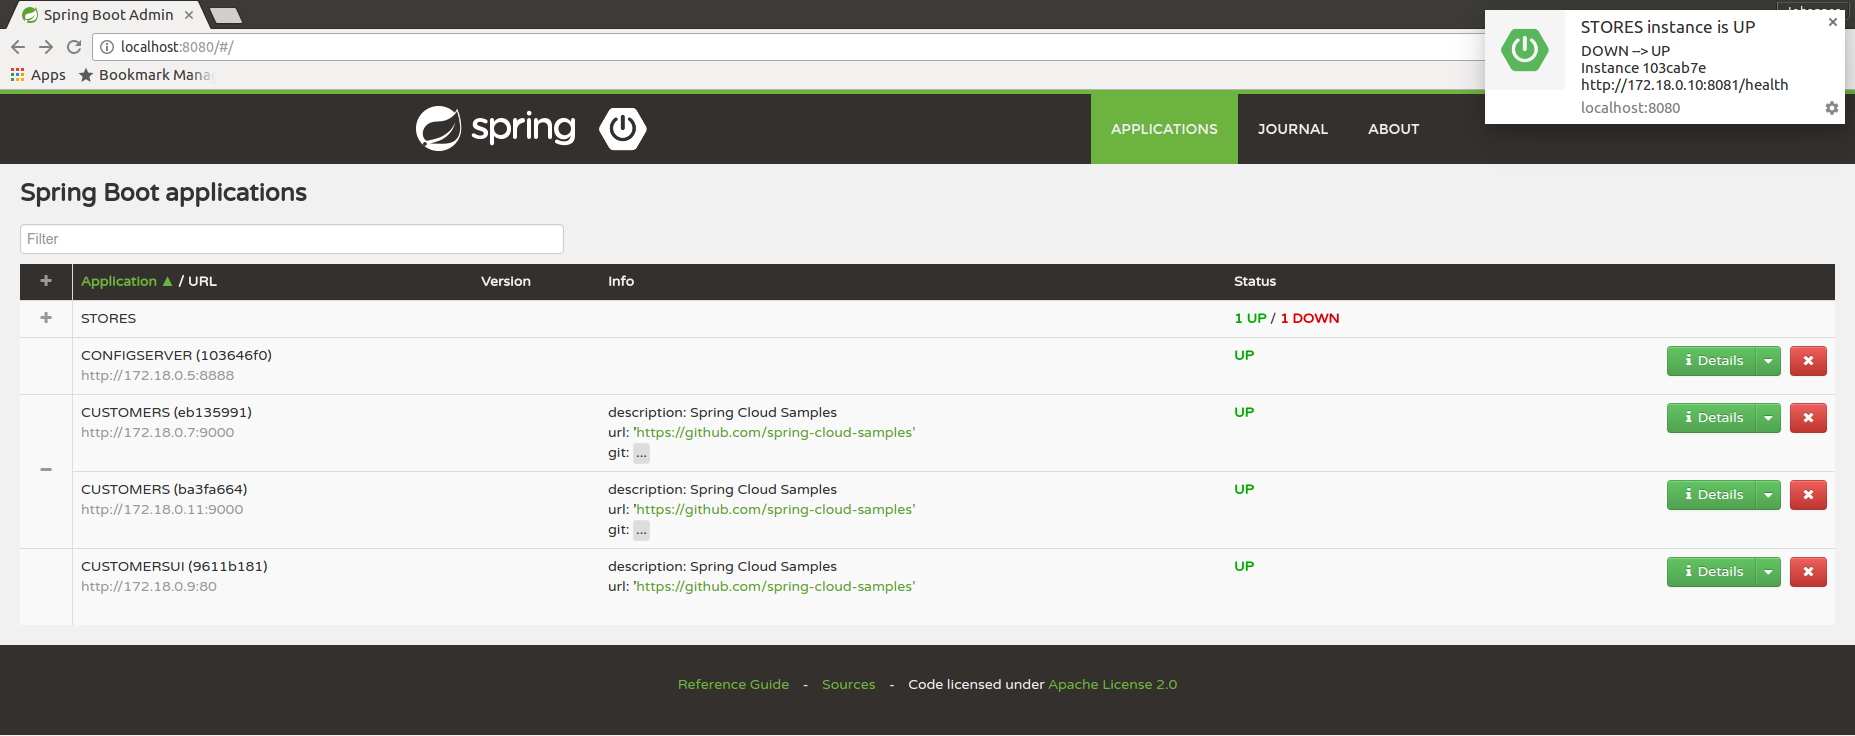 Spring Boot Admin
localhost:8080/#/
Apps
Bookmark Mana
STORES instance is UP
DOWN --> UP
Instance 103cab7e
http://172.18.0.10:8081/health
localhost:8080
spring
APPLICATIONS
JOURNAL
ABOUT
Spring Boot applications
Filter
Application ▲ / URL
Version
Info
Status
STORES
1 UP / 1 DOWN
CONFIGSERVER (103646f0)
http://172.18.0.5:8888
UP
Details
CUSTOMERS (eb135991)
http://172.18.0.7:9000
description: Spring Cloud Samples
url: 'https://github.com/spring-cloud-samples'
git: ...
UP
Details
CUSTOMERS (ba3fa664)
http://172.18.0.11:9000
description: Spring Cloud Samples
url: 'https://github.com/spring-cloud-samples'
git: ...
UP
Details
CUSTOMERSUI (9611b181)
http://172.18.0.9:80
description: Spring Cloud Samples
url: 'https://github.com/spring-cloud-samples'
UP
Details
Reference Guide - Sources - Code licensed under Apache License 2.0